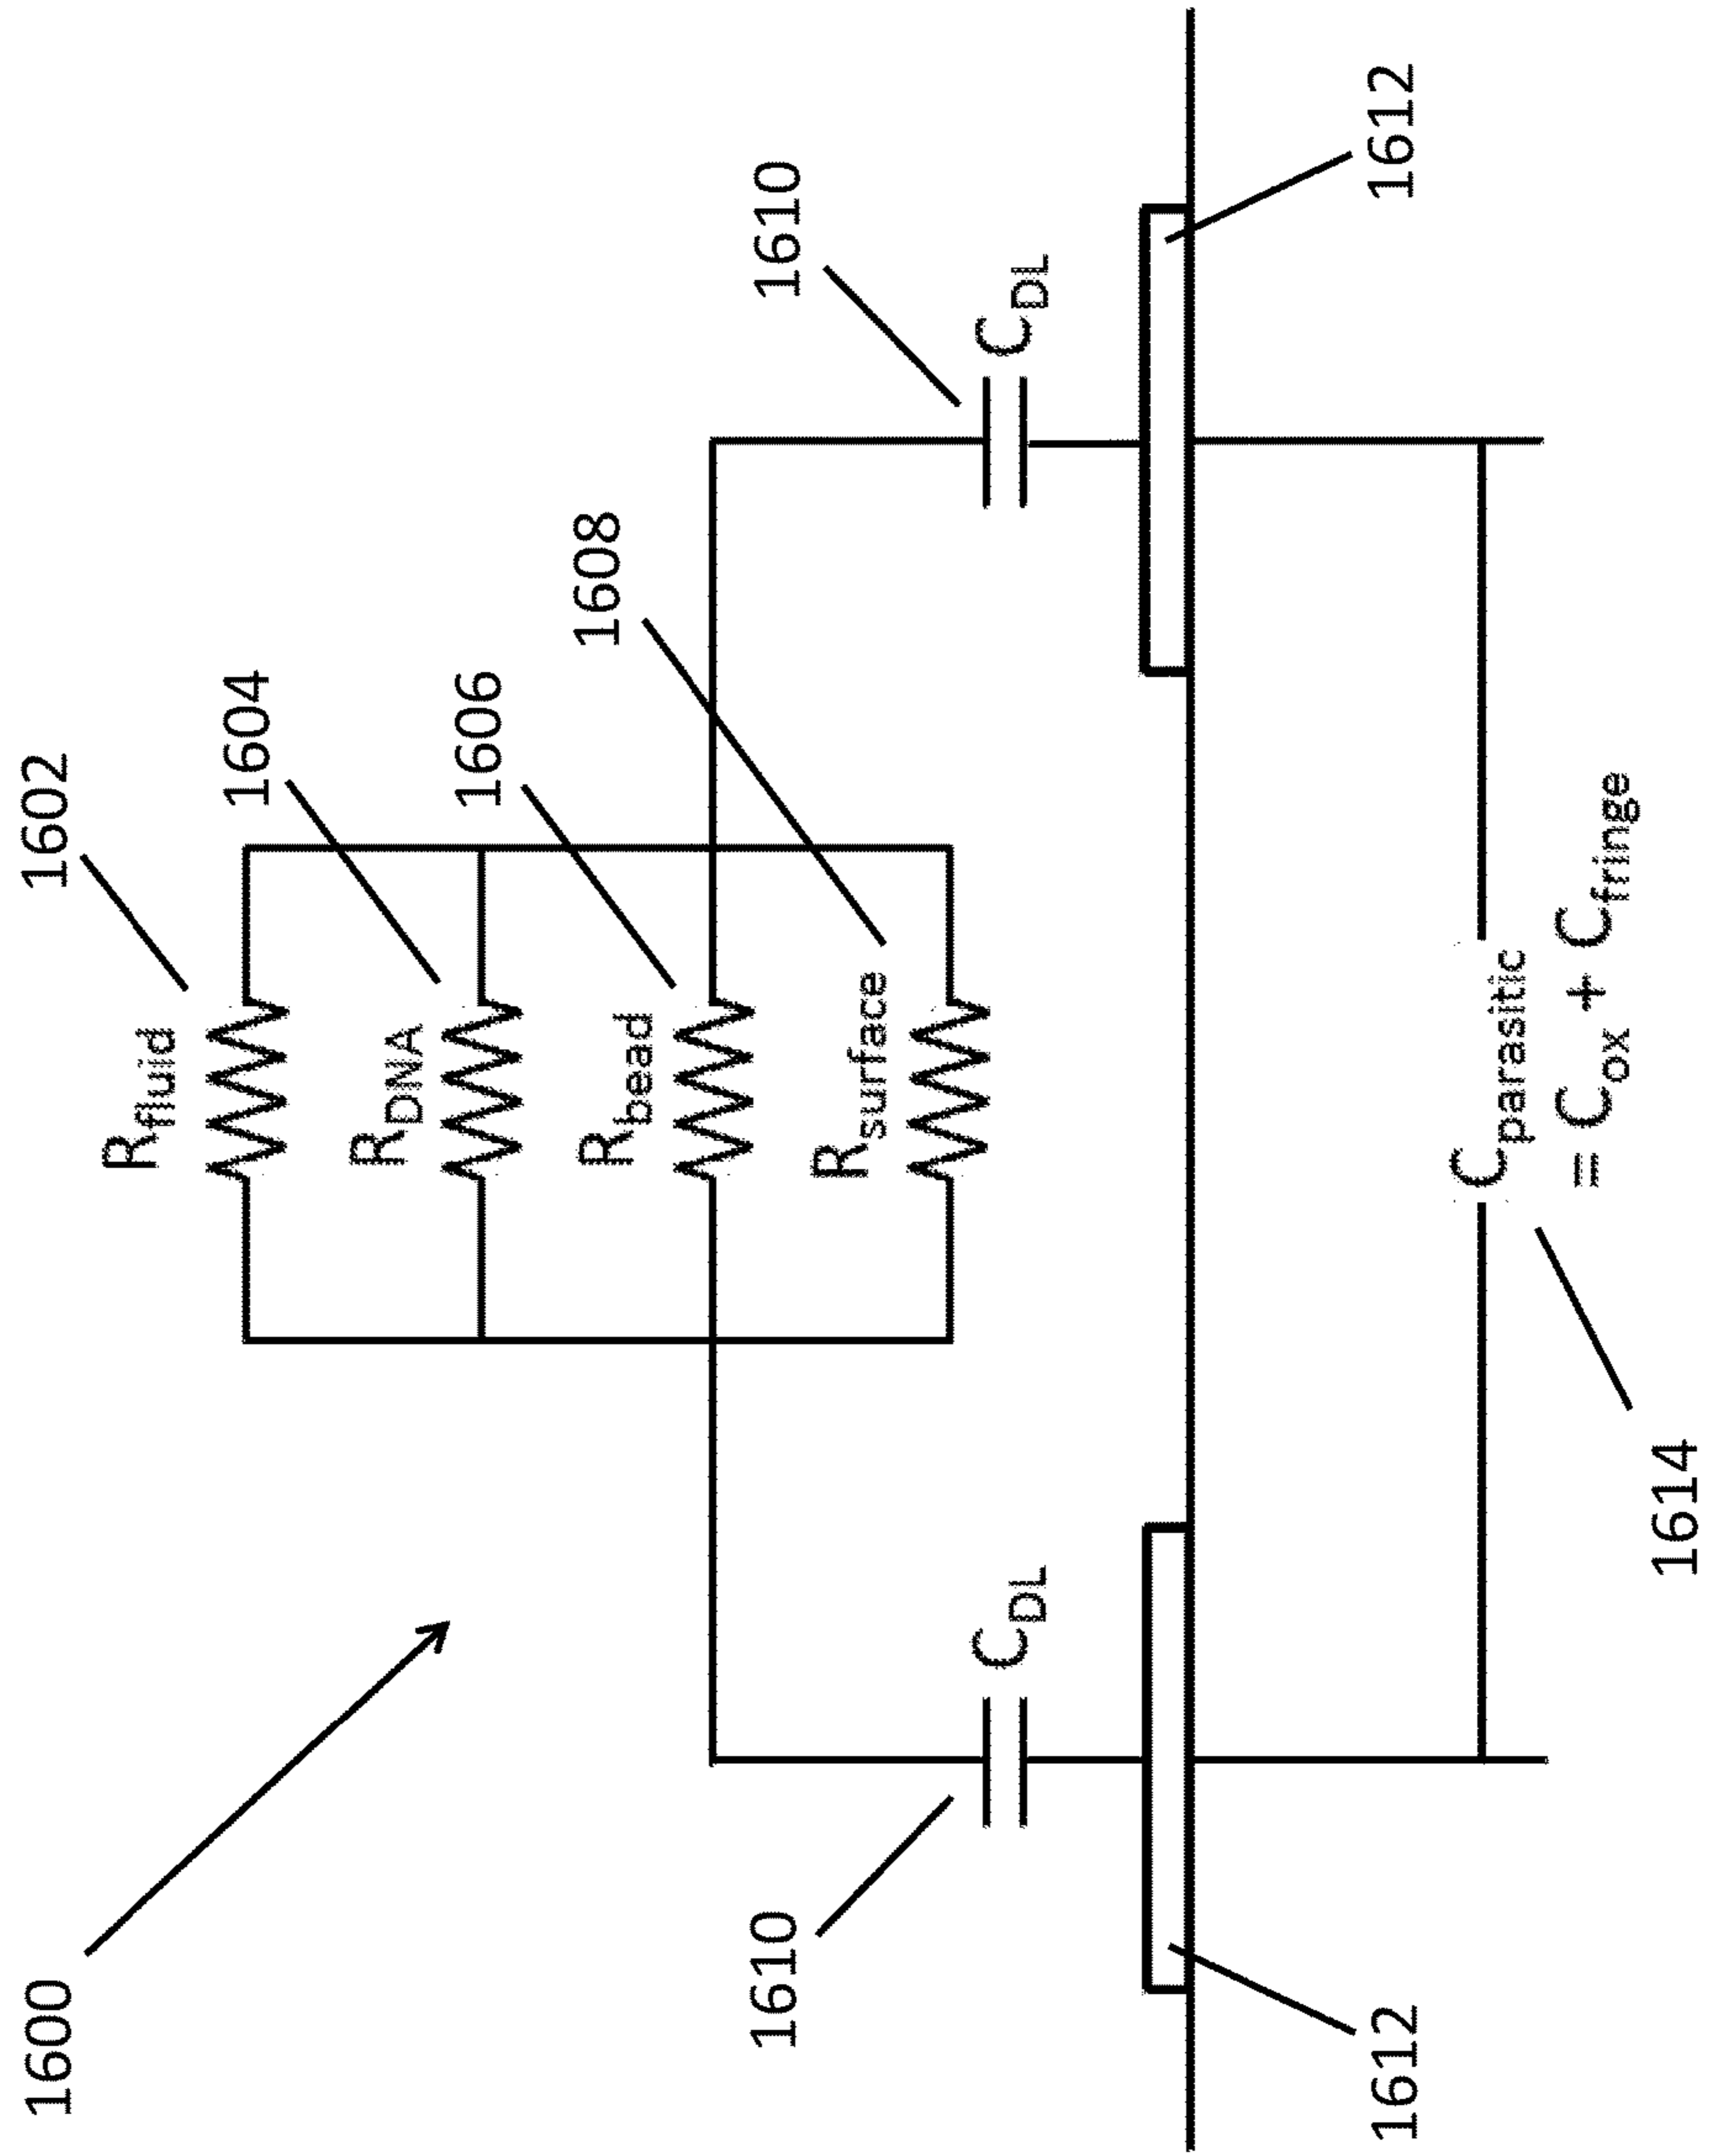 1600
1602
R_fluid
1604
R_DNA
1606
R_bead
1608
R_surface
1610
C_DL
1610
C_DL
1612
1612
C_parasitic
= C_ox + C_fringe
1614